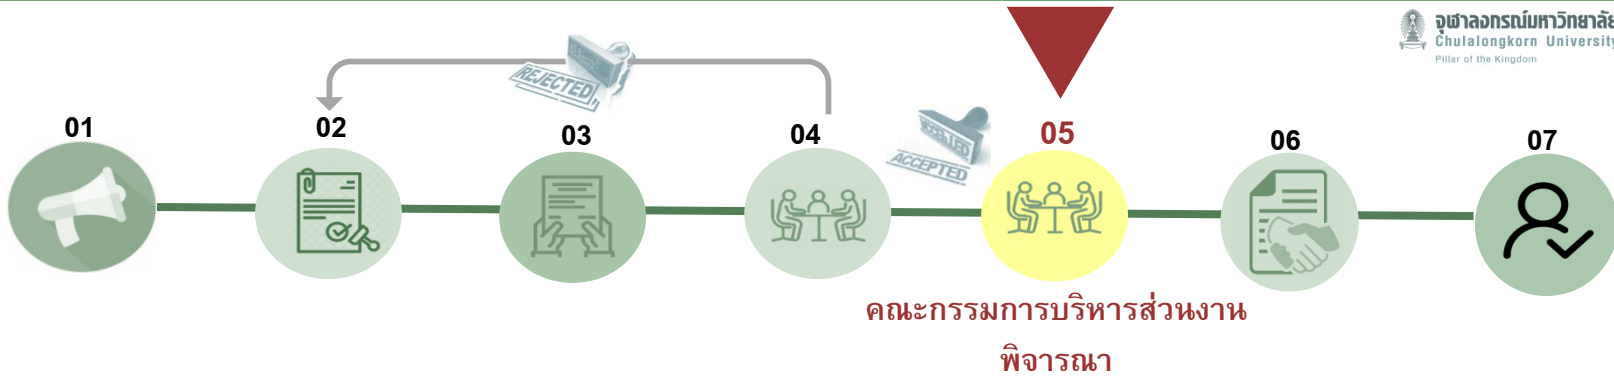 จุฬาลงกรณ์มหาวิทยาลัย
Chulalongkorn University
Pillar of the Kingdom
REJECTED
01
02
03
04
ACCEPTED
ACCEPTED
05
06
07
คณะกรรมการบริหารส่วนงาน
พิจารณา